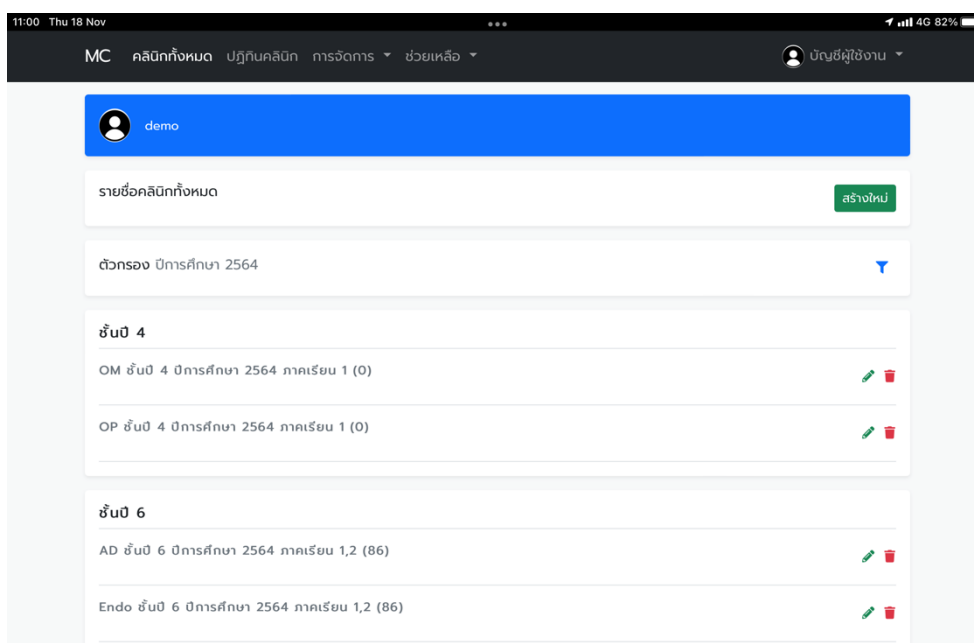 11:00 Thu 18 Nov 4G 82%
MC คลินิกทั้งหมด ปฏิทินคลินิก การจัดการ ช่วยเหลือ บัญชีผู้ใช้งาน
demo
รายชื่อคลินิกทั้งหมด สร้างใหม่
ตัวกรอง ปีการศึกษา 2564
ชั้นปี 4
OM ชั้นปี 4 ปีการศึกษา 2564 ภาคเรียน 1 (0)
OP ชั้นปี 4 ปีการศึกษา 2564 ภาคเรียน 1 (0)
ชั้นปี 6
AD ชั้นปี 6 ปีการศึกษา 2564 ภาคเรียน 1,2 (86)
Endo ชั้นปี 6 ปีการศึกษา 2564 ภาคเรียน 1,2 (86)